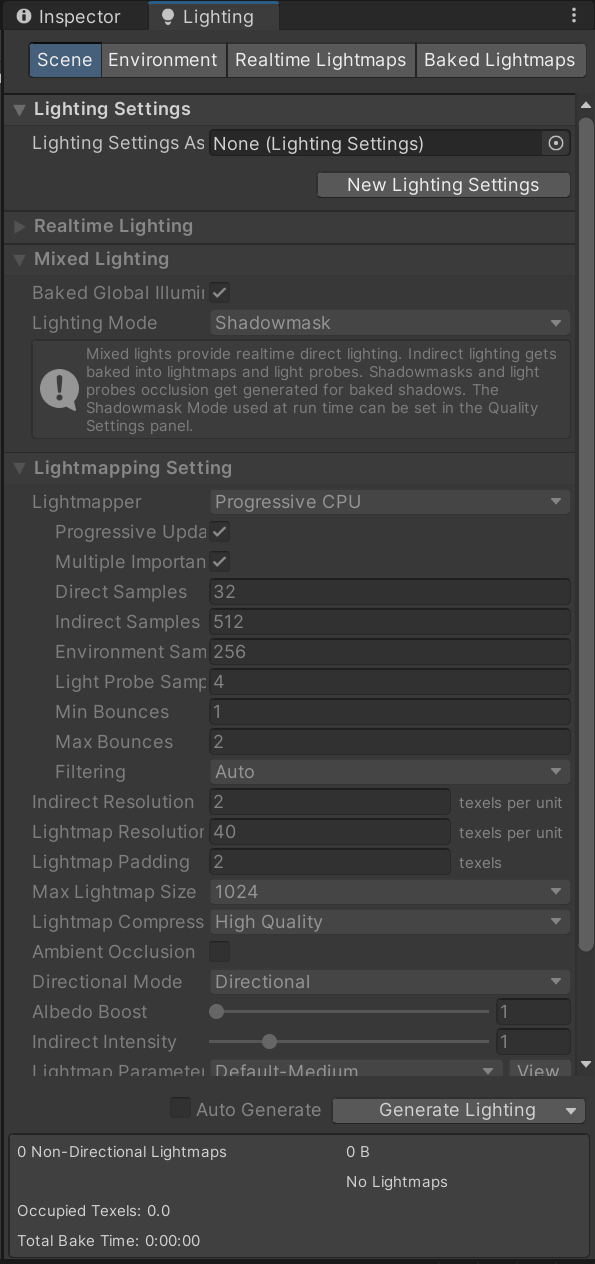 Inspector
Lighting
Scene
Environment
Realtime Lightmaps
Baked Lightmaps
Lighting Settings
Lighting Settings As
None (Lighting Settings)
New Lighting Settings
Realtime Lighting
Mixed Lighting
Baked Global Illumi
Lighting Mode
Shadowmask
Mixed lights provide realtime direct lighting. Indirect lighting gets
baked into lightmaps and light probes. Shadowmasks and light
probes occlusion get generated for baked shadows. The
Shadowmask Mode used at run time can be set in the Quality
Settings panel.
Lightmapping Setting
Lightmapper
Progressive CPU
Progressive Upda
Multiple Importan
Direct Samples
32
Indirect Samples
512
Environment Sam
256
Light Probe Samp
4
Min Bounces
1
Max Bounces
2
Filtering
Auto
Indirect Resolution
2
texels per unit
Lightmap Resolution
40
texels per unit
Lightmap Padding
2
texels
Max Lightmap Size
1024
Lightmap Compress
High Quality
Ambient Occlusion
Directional Mode
Directional
Albedo Boost
1
Indirect Intensity
1
Lightmap Parameter
Default-Medium
View
Auto Generate
Generate Lighting
0 Non-Directional Lightmaps
0 B
No Lightmaps
Occupied Texels: 0.0
Total Bake Time: 0:00:00